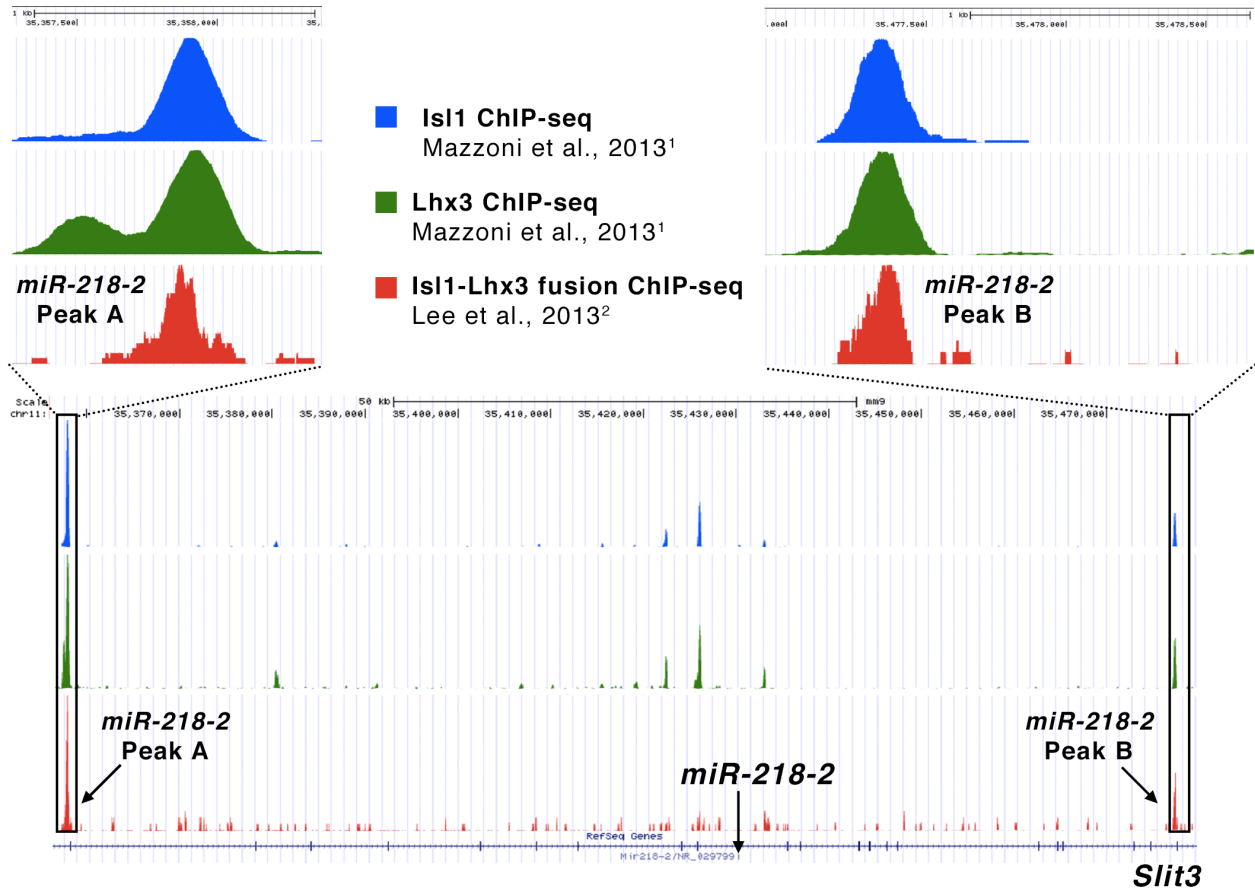 1 kb
35,357,500 35,358,000 35,
miR-218-2
Peak A
Isl1 ChIP-seq
Mazzoni et al., 2013¹
Lhx3 ChIP-seq
Mazzoni et al., 2013¹
Isl1-Lhx3 fusion ChIP-seq
Lee et al., 2013²
1 kb
.000 35,477,500 35,478,000 35,478,500
miR-218-2
Peak B
Scale 50 kb mm9
chr11: 35,370,000 35,380,000 35,390,000 35,400,000 35,410,000 35,420,000 35,430,000 35,440,000 35,450,000 35,460,000 35,470,000
miR-218-2
Peak A
miR-218-2
miR-218-2
Peak B
RefSeq Genes
Mir218-2/NR_029799
Slit3